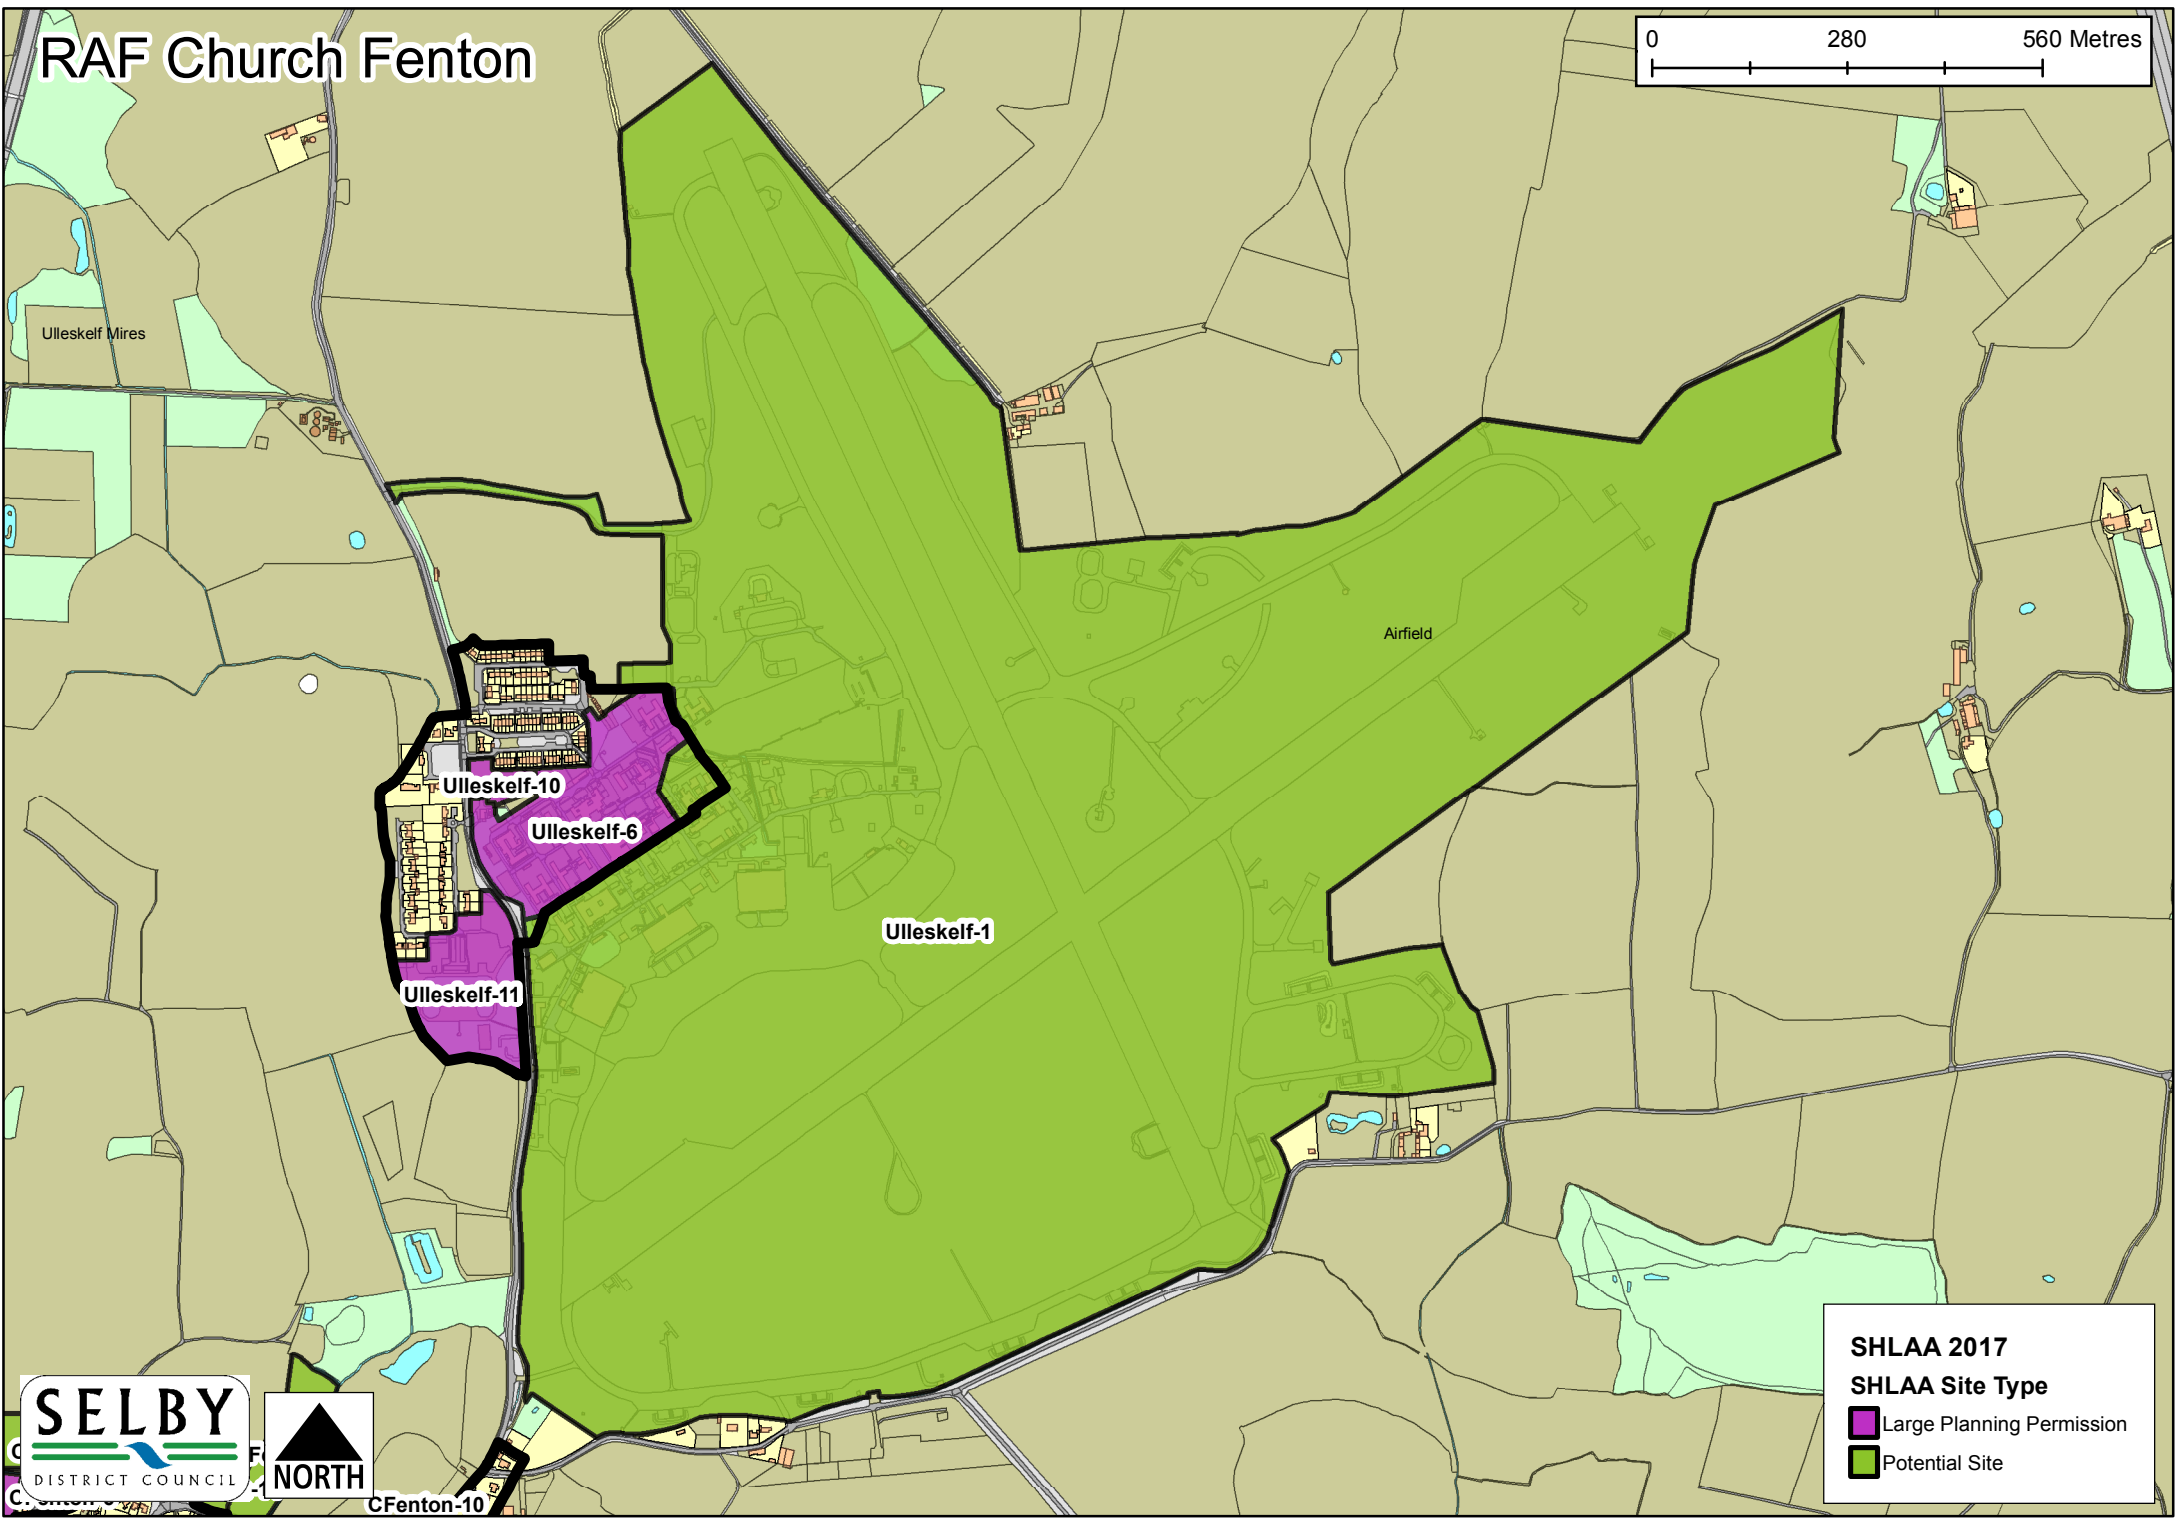 RAF Church Fenton
0 280 560 Metres
Ulleskelf Mires
Airfield
Ulleskelf-10
Ulleskelf-6
Ulleskelf-1
Ulleskelf-11
SHLAA 2017
SHLAA Site Type
Large Planning Permission
Potential Site
SELBY
DISTRICT COUNCIL
NORTH
CFenton-10